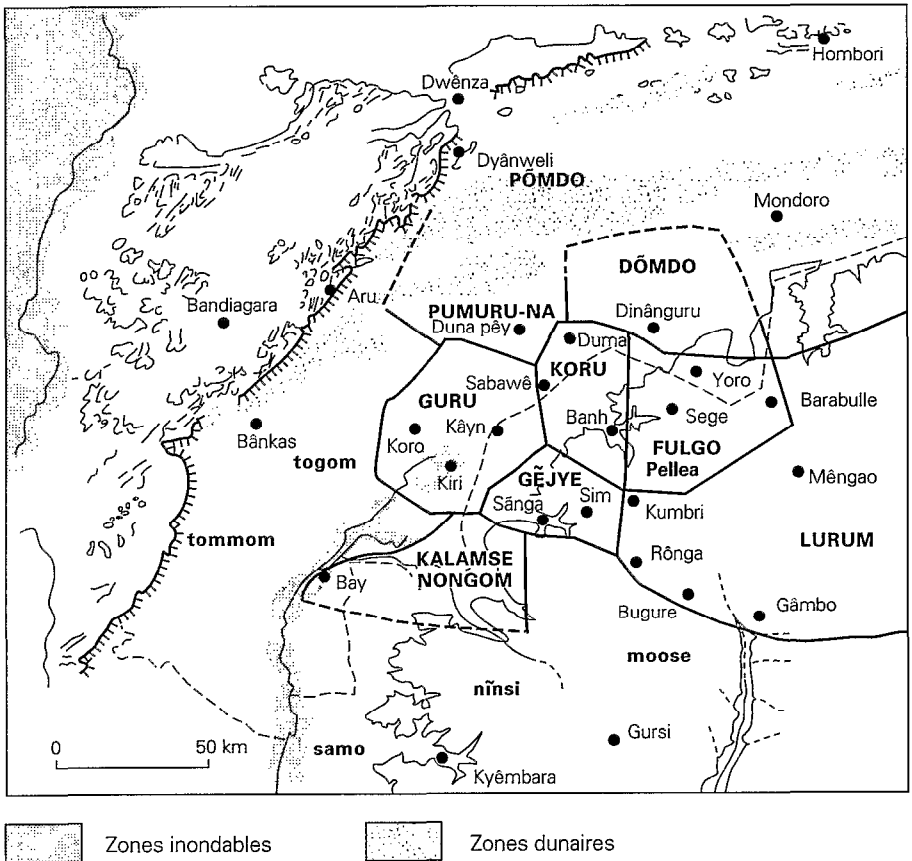 Hombori
Dwênza
Dyânweli
PÕMDO
Mondoro
DÕMDO
Bandiagara
Aru
PUMURU-NA
Dinânguru
Duna pêy
Duma
KORU
Yoro
Sabawê
GURU
Sege
Barabulle
Koro
Kâyn
Banh
Bânkas
FULGO
togom
Pellea
Kiri
GẼJYE
Mêngao
Sim
Sãnga
Kumbri
tommom
LURUM
KALAMSE
NONGOM
Rônga
Bay
Bugure
Gâmbo
moose
nĩnsi
0 50 km
samo
Gursi
Kyêmbara
Zones inondables
Zones dunaires